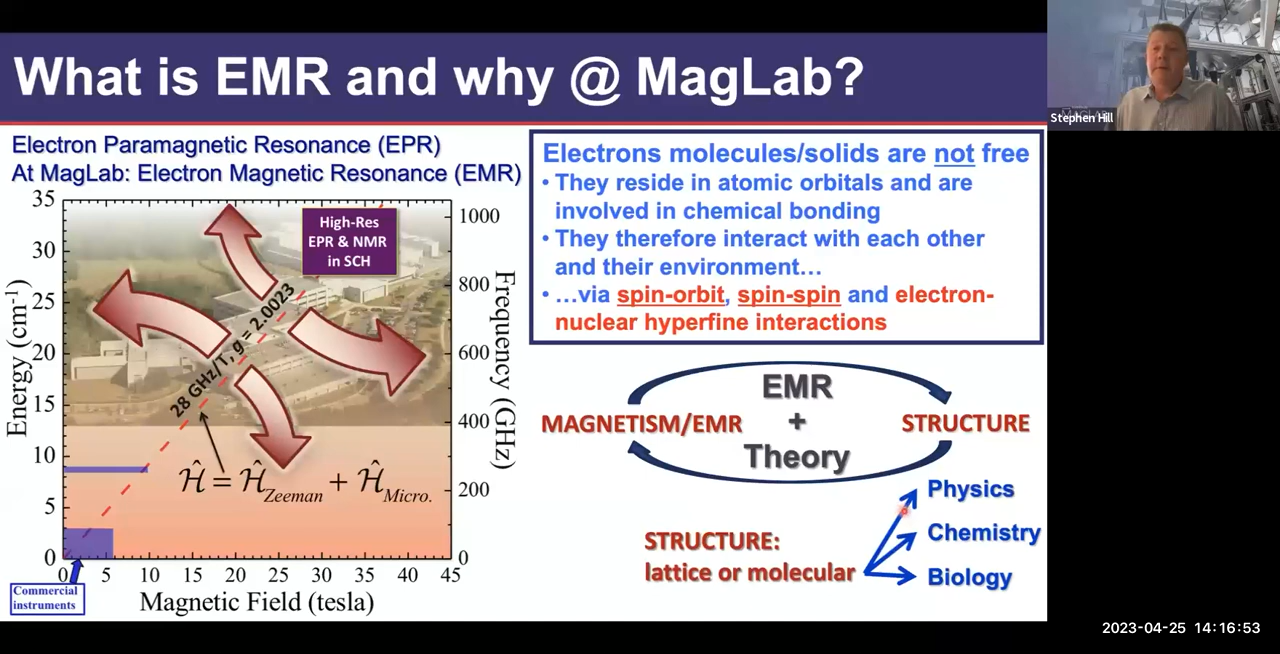 What is EMR and why @ MagLab?
Stephen Hill
Electron Paramagnetic Resonance (EPR)
At MagLab: Electron Magnetic Resonance (EMR)
35
30
25
20
15
10
5
0
Energy (cm⁻¹)
High-Res
EPR & NMR
in SCH
28 GHz/T, g = 2.0023
Ĥ = Ĥ_Zeeman + Ĥ_Micro.
1000
800
600
400
200
0
Frequency (GHz)
0 5 10 15 20 25 30 35 40 45
Magnetic Field (tesla)
Commercial
instruments
Electrons molecules/solids are not free
• They reside in atomic orbitals and are
involved in chemical bonding
• They therefore interact with each other
and their environment…
• …via spin-orbit, spin-spin and electron-
nuclear hyperfine interactions
EMR
MAGNETISM/EMR + STRUCTURE
Theory
STRUCTURE:
lattice or molecular
Physics
Chemistry
Biology
2023-04-25 14:16:53